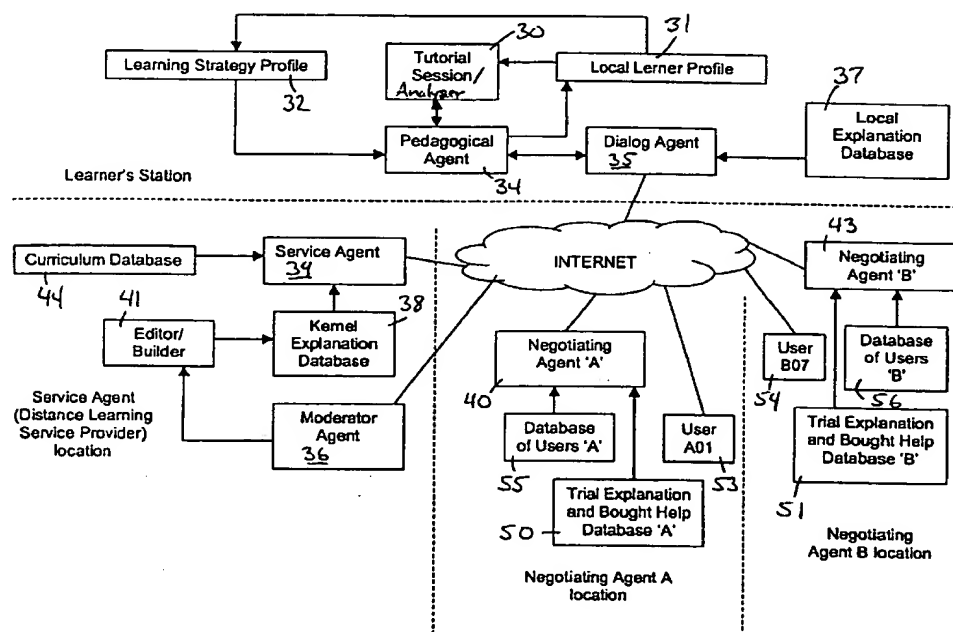 30
31
Learning Strategy Profile
32
Tutorial
Session/
Analyzer
Local Lerner Profile
37
Local
Explanation
Database
Pedagogical
Agent
34
Dialog Agent
35
Learner's Station
Curriculum Database
44
Service Agent
39
INTERNET
43
Negotiating
Agent 'B'
41
Editor/
Builder
Kernel
Explanation
Database
38
Negotiating
Agent 'A'
40
User
B07
54
Database
of Users
'B'
56
Service Agent
(Distance Learning
Service Provider)
location
Moderator
Agent
36
Database
of Users 'A'
55
User
A01
53
Trial Explanation
and Bought Help
Database 'B'
51
Trial Explanation
and Bought Help
Database 'A'
50
Negotiating
Agent B location
Negotiating Agent A
location